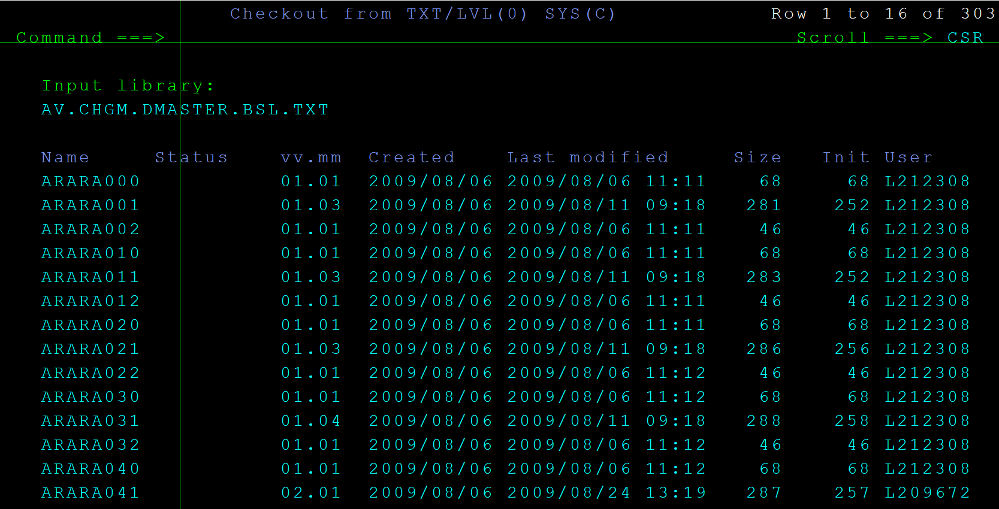 Checkout from TXT/LVL(0) SYS(C) Row 1 to 16 of 303
Command ===> Scroll ===> CSR
Input library:
AV.CHGM.DMASTER.BSL.TXT
Name Status vv.mm Created Last modified Size Init User
ARARA000 01.01 2009/08/06 2009/08/06 11:11 68 68 L212308
ARARA001 01.03 2009/08/06 2009/08/11 09:18 281 252 L212308
ARARA002 01.01 2009/08/06 2009/08/06 11:11 46 46 L212308
ARARA010 01.01 2009/08/06 2009/08/06 11:11 68 68 L212308
ARARA011 01.03 2009/08/06 2009/08/11 09:18 283 252 L212308
ARARA012 01.01 2009/08/06 2009/08/06 11:11 46 46 L212308
ARARA020 01.01 2009/08/06 2009/08/06 11:11 68 68 L212308
ARARA021 01.03 2009/08/06 2009/08/11 09:18 286 256 L212308
ARARA022 01.01 2009/08/06 2009/08/06 11:12 46 46 L212308
ARARA030 01.01 2009/08/06 2009/08/06 11:12 68 68 L212308
ARARA031 01.04 2009/08/06 2009/08/11 09:18 288 258 L212308
ARARA032 01.01 2009/08/06 2009/08/06 11:12 46 46 L212308
ARARA040 01.01 2009/08/06 2009/08/06 11:12 68 68 L212308
ARARA041 02.01 2009/08/06 2009/08/24 13:19 287 257 L209672